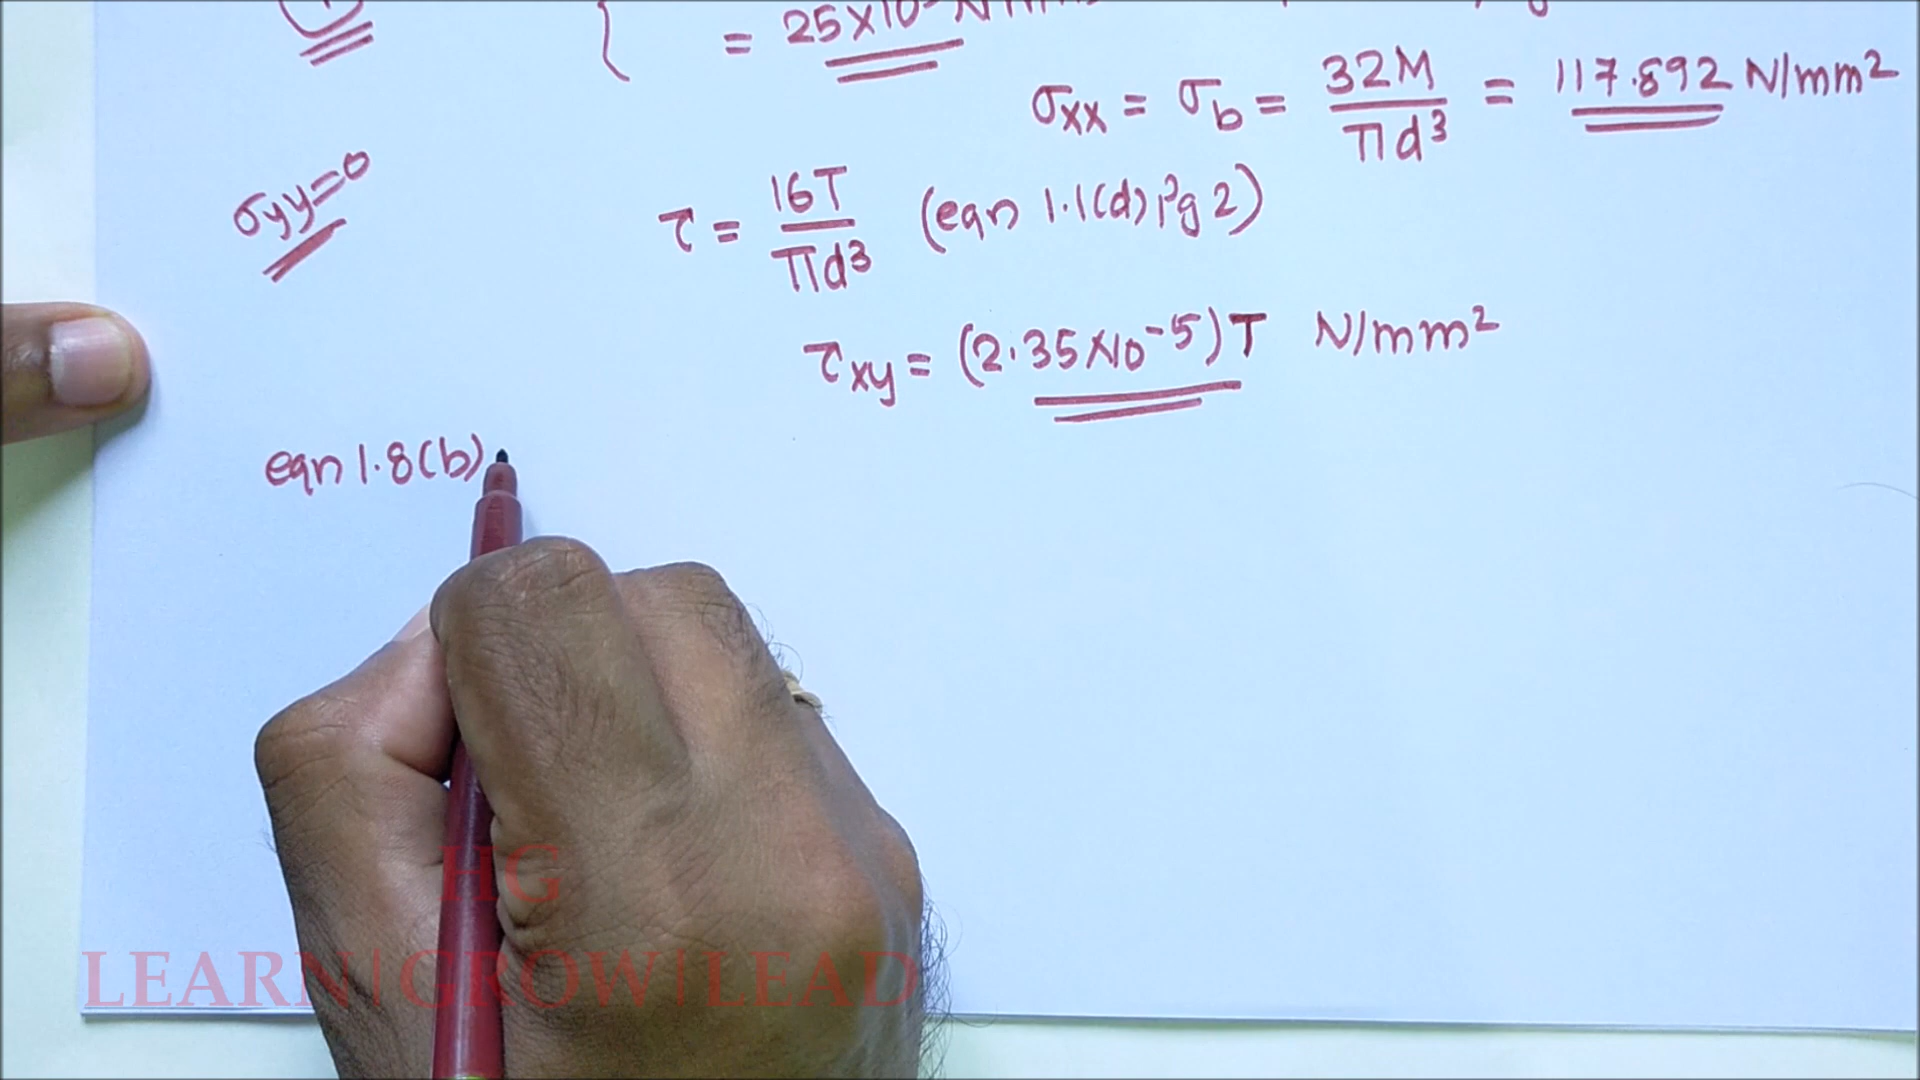 = 25×10
σxx = σb = 32M/πd³ = 117.892 N/mm²
σyy=0
τ = 16T/πd³ (eqn 1.1(d) Pg 2)
τxy = (2.35×10⁻⁵)T N/mm²
eqn 1.8(b)
HG
LEARN|GROW|LEAD